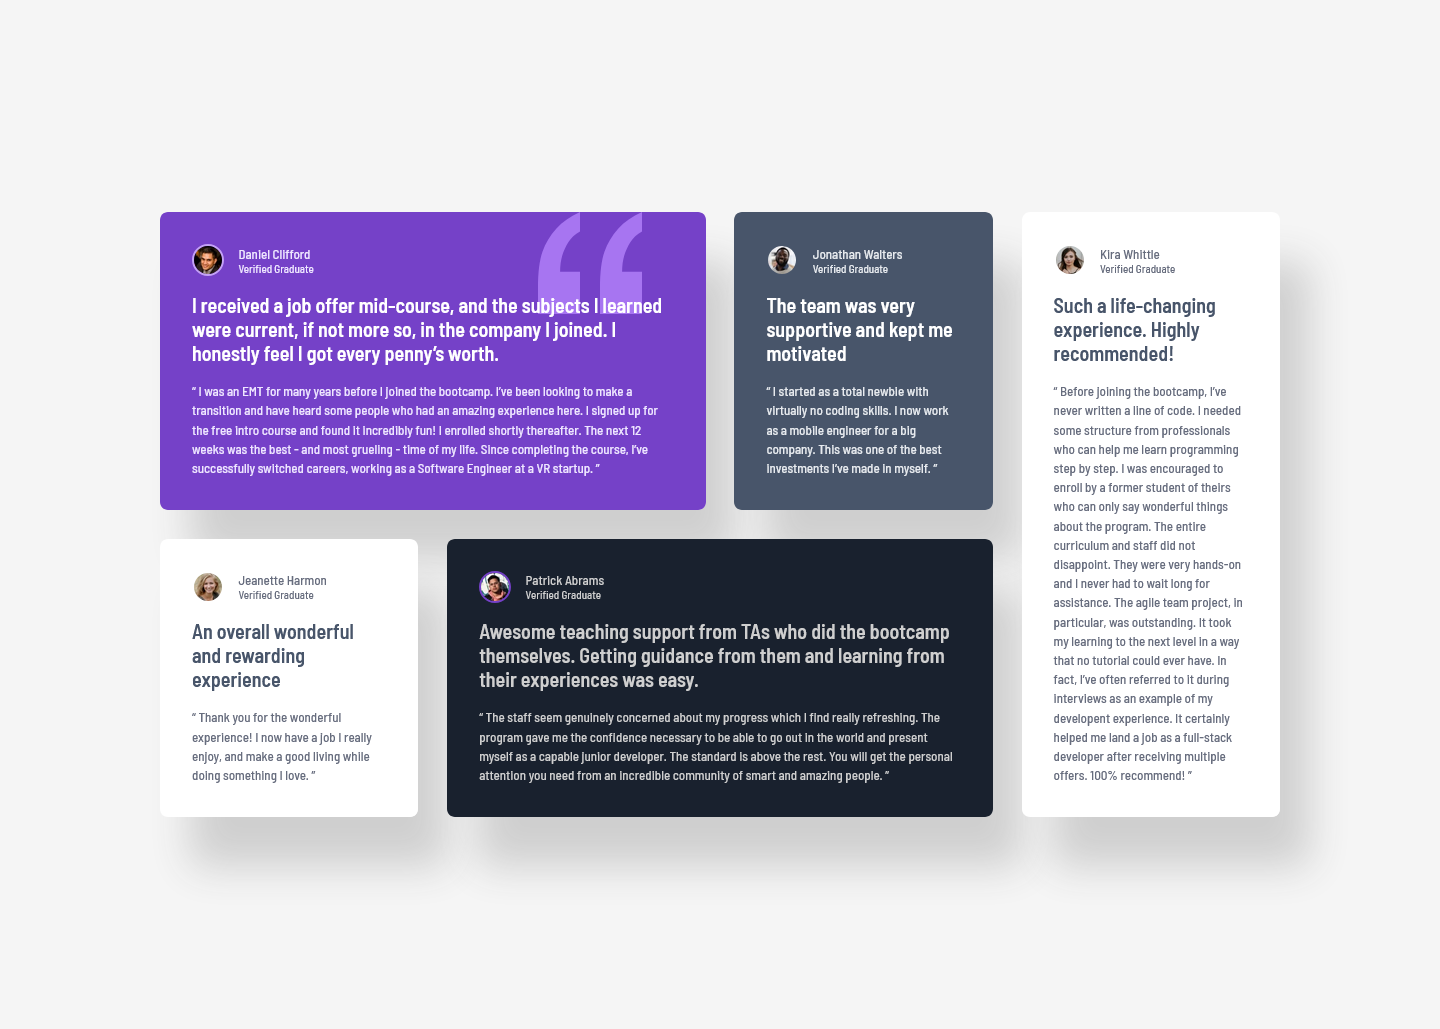 Daniel Clifford
Verified Graduate
I received a job offer mid-course, and the subjects I learned
were current, if not more so, in the company I joined. I
honestly feel I got every penny’s worth.
“ I was an EMT for many years before I joined the bootcamp. I’ve been looking to make a
transition and have heard some people who had an amazing experience here. I signed up for
the free intro course and found it incredibly fun! I enrolled shortly thereafter. The next 12
weeks was the best - and most grueling - time of my life. Since completing the course, I’ve
successfully switched careers, working as a Software Engineer at a VR startup. ”
Jonathan Walters
Verified Graduate
The team was very
supportive and kept me
motivated
“ I started as a total newbie with
virtually no coding skills. I now work
as a mobile engineer for a big
company. This was one of the best
investments I’ve made in myself. ”
Kira Whittle
Verified Graduate
Such a life-changing
experience. Highly
recommended!
“ Before joining the bootcamp, I’ve
never written a line of code. I needed
some structure from professionals
who can help me learn programming
step by step. I was encouraged to
enroll by a former student of theirs
who can only say wonderful things
about the program. The entire
curriculum and staff did not
disappoint. They were very hands-on
and I never had to wait long for
assistance. The agile team project, in
particular, was outstanding. It took
my learning to the next level in a way
that no tutorial could ever have. In
fact, I’ve often referred to it during
interviews as an example of my
developent experience. It certainly
helped me land a job as a full-stack
developer after receiving multiple
offers. 100% recommend! ”
Jeanette Harmon
Verified Graduate
An overall wonderful
and rewarding
experience
“ Thank you for the wonderful
experience! I now have a job I really
enjoy, and make a good living while
doing something I love. ”
Patrick Abrams
Verified Graduate
Awesome teaching support from TAs who did the bootcamp
themselves. Getting guidance from them and learning from
their experiences was easy.
“ The staff seem genuinely concerned about my progress which I find really refreshing. The
program gave me the confidence necessary to be able to go out in the world and present
myself as a capable junior developer. The standard is above the rest. You will get the personal
attention you need from an incredible community of smart and amazing people. ”